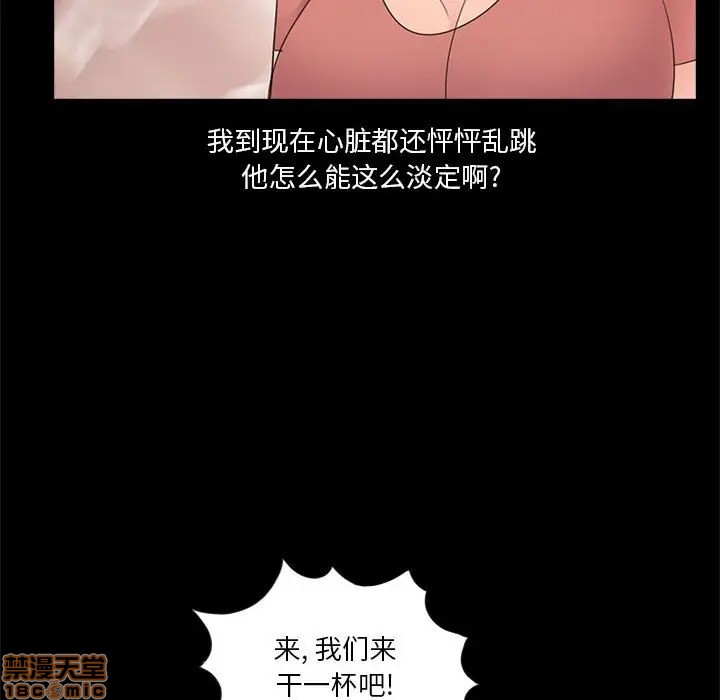 我到现在心脏都还怦怦乱跳
他怎么能这么淡定啊?
来, 我们来
干一杯吧!
禁漫天堂
18COMIC